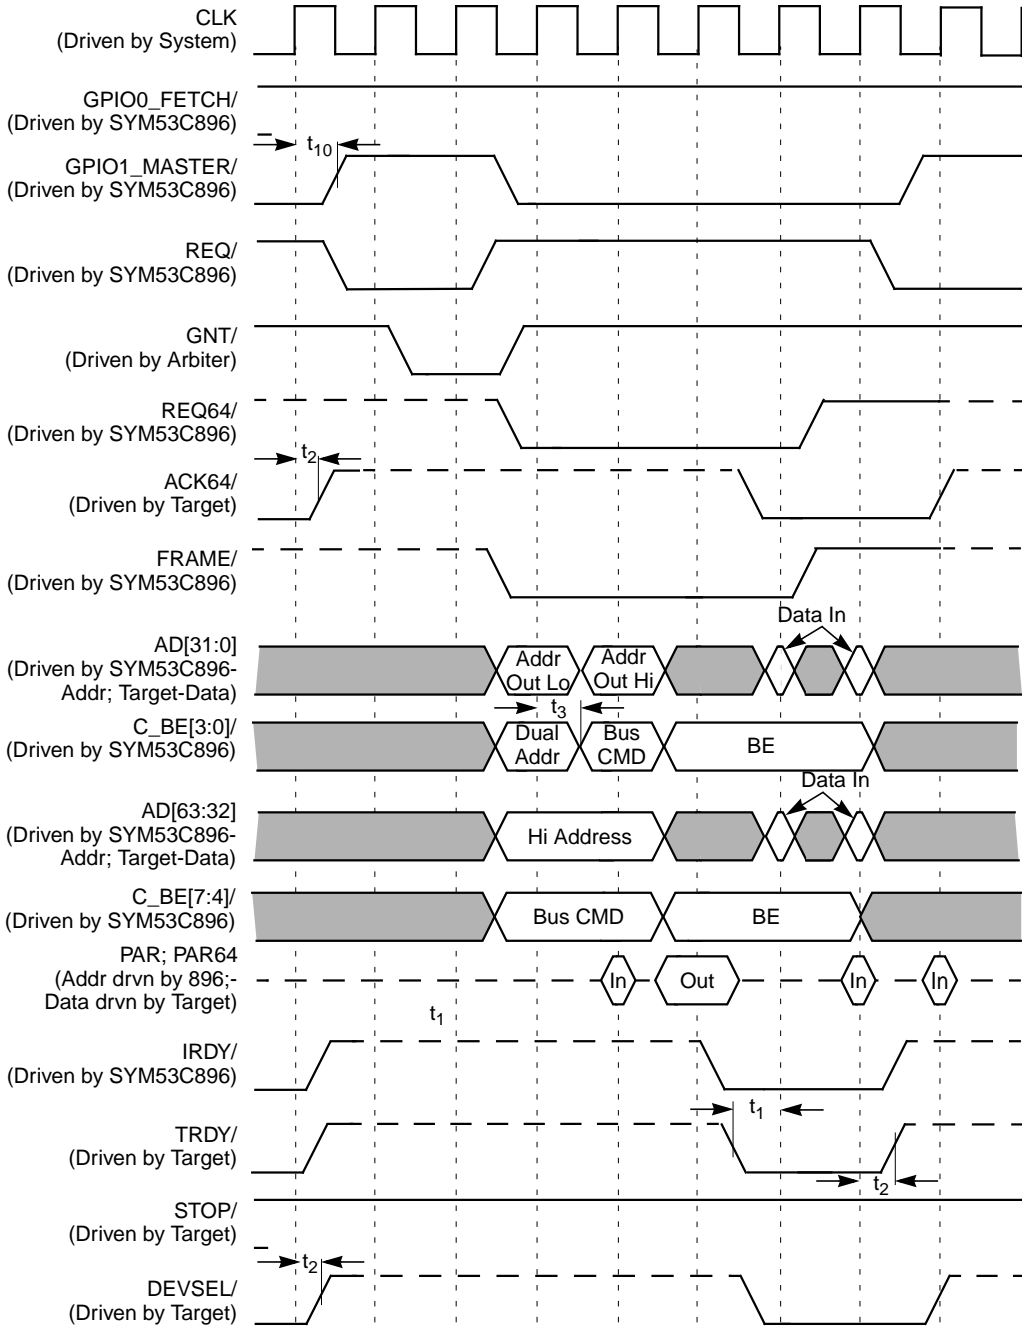 CLK
(Driven by System)
GPIO0_FETCH/
(Driven by SYM53C896)
t10
GPIO1_MASTER/
(Driven by SYM53C896)
REQ/
(Driven by SYM53C896)
GNT/
(Driven by Arbiter)
REQ64/
(Driven by SYM53C896)
t2
ACK64/
(Driven by Target)
FRAME/
(Driven by SYM53C896)
Data In
AD[31:0]
(Driven by SYM53C896-
Addr; Target-Data)
Addr
Out Lo
Addr
Out Hi
t3
C_BE[3:0]/
(Driven by SYM53C896)
Dual
Addr
Bus
CMD
BE
Data In
AD[63:32]
(Driven by SYM53C896-
Addr; Target-Data)
Hi Address
C_BE[7:4]/
(Driven by SYM53C896)
Bus CMD
BE
PAR; PAR64
(Addr drvn by 896;-
Data drvn by Target)
In
Out
In
In
t1
IRDY/
(Driven by SYM53C896)
t1
TRDY/
(Driven by Target)
t2
STOP/
(Driven by Target)
t2
DEVSEL/
(Driven by Target)